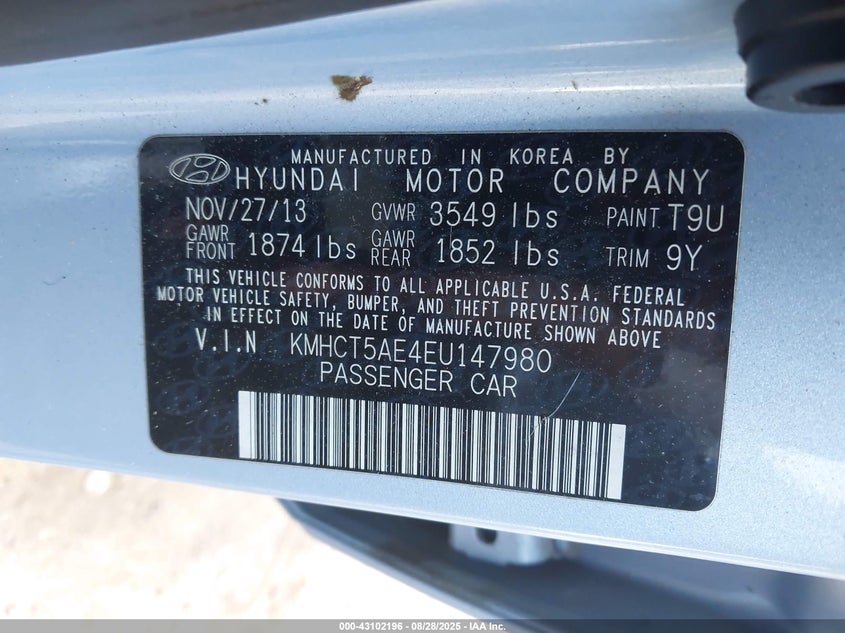 MANUFACTURED IN KOREA BY
HYUNDAI MOTOR COMPANY
NOV/27/13 GVWR 3549 lbs PAINT T9U
GAWR FRONT 1874 lbs GAWR REAR 1852 lbs TRIM 9Y
THIS VEHICLE CONFORMS TO ALL APPLICABLE U.S.A. FEDERAL
MOTOR VEHICLE SAFETY, BUMPER, AND THEFT PREVENTION STANDARDS
IN EFFECT ON THE DATE OF MANUFACTURE SHOWN ABOVE
V.I.N KMHCT5AE4EU147980
PASSENGER CAR
000-43102196 - 08/28/2025 - IAA Inc.